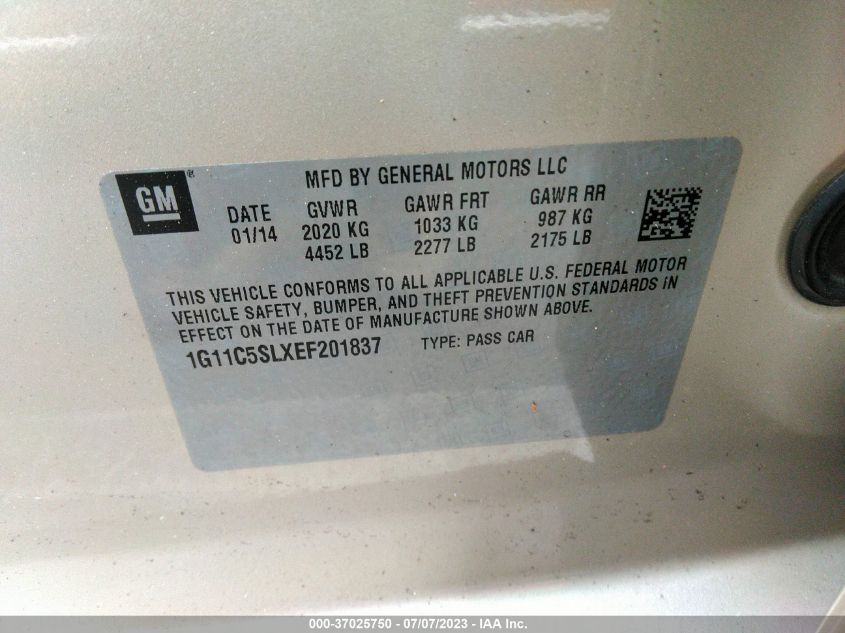 GM®
MFD BY GENERAL MOTORS LLC
DATE GVWR GAWR FRT GAWR RR
01/14 2020 KG 1033 KG 987 KG
4452 LB 2277 LB 2175 LB
THIS VEHICLE CONFORMS TO ALL APPLICABLE U.S. FEDERAL MOTOR
VEHICLE SAFETY, BUMPER, AND THEFT PREVENTION STANDARDS IN
EFFECT ON THE DATE OF MANUFACTURE SHOWN ABOVE.
1G11C5SLXEF201837 TYPE: PASS CAR
000-37025750 - 07/07/2023 - IAA Inc.